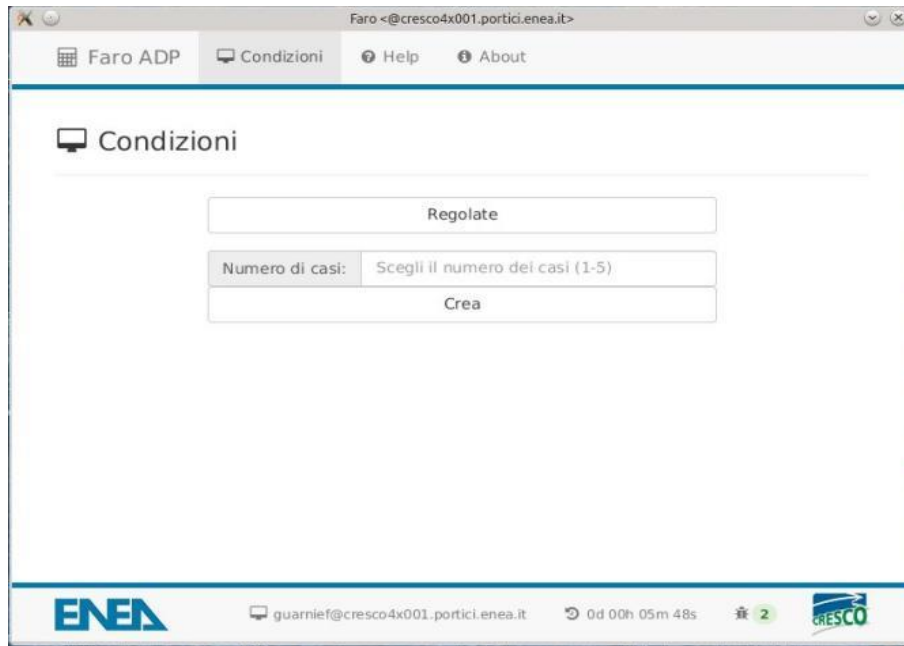 Faro <@cresco4x001.portici.enea.it>
Faro ADP Condizioni Help About
Condizioni
Regolate
Numero di casi: Scegli il numero dei casi (1-5)
Crea
ENEA guarnief@cresco4x001.portici.enea.it 0d 00h 05m 48s 2 CRESCO